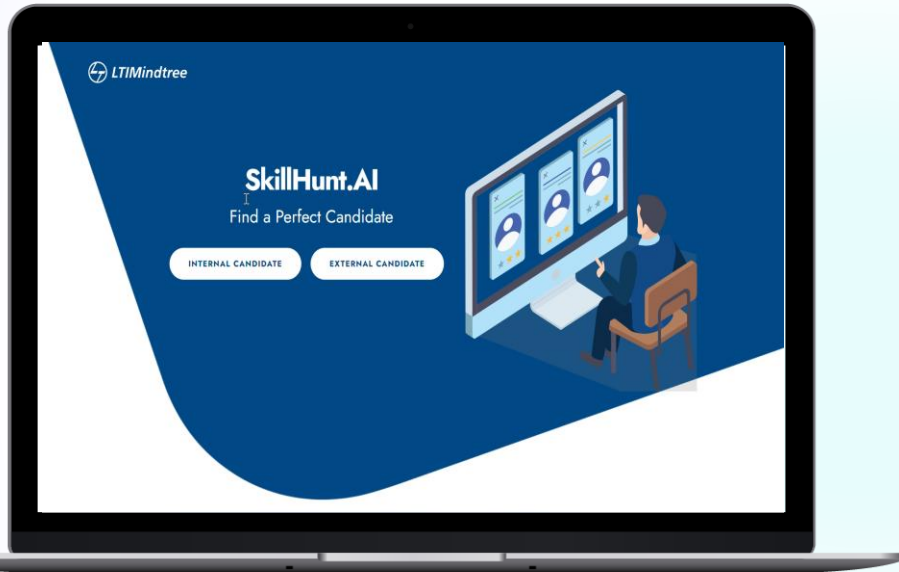 LTIMindtree
SkillHunt.AI
Find a Perfect Candidate
INTERNAL CANDIDATE EXTERNAL CANDIDATE